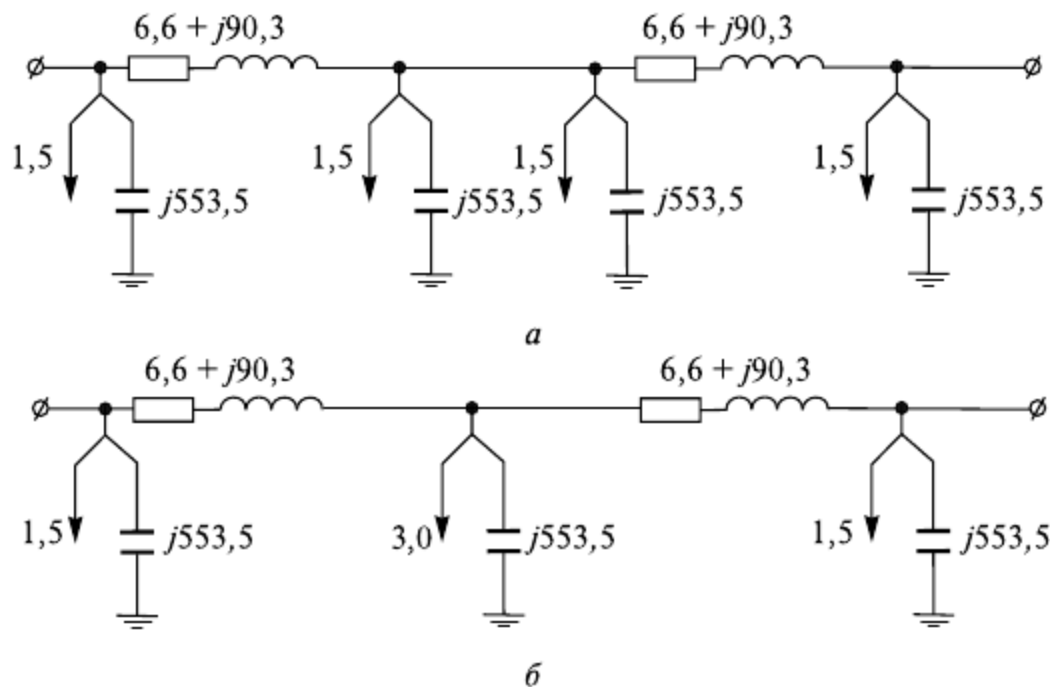 6,6 + j90,3 6,6 + j90,3
1,5 1,5 1,5 1,5
j553,5 j553,5 j553,5 j553,5
а
6,6 + j90,3 6,6 + j90,3
1,5 j553,5 3,0 j553,5 1,5 j553,5
б